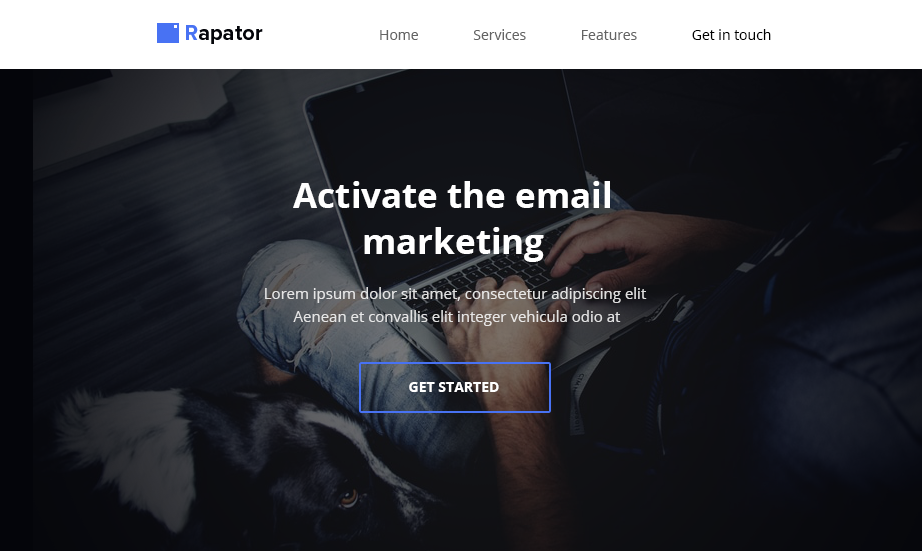 Rapator
Home Services Features Get in touch
Activate the email
marketing
Lorem ipsum dolor sit amet, consectetur adipiscing elit
Aenean et convallis elit integer vehicula odio at
GET STARTED